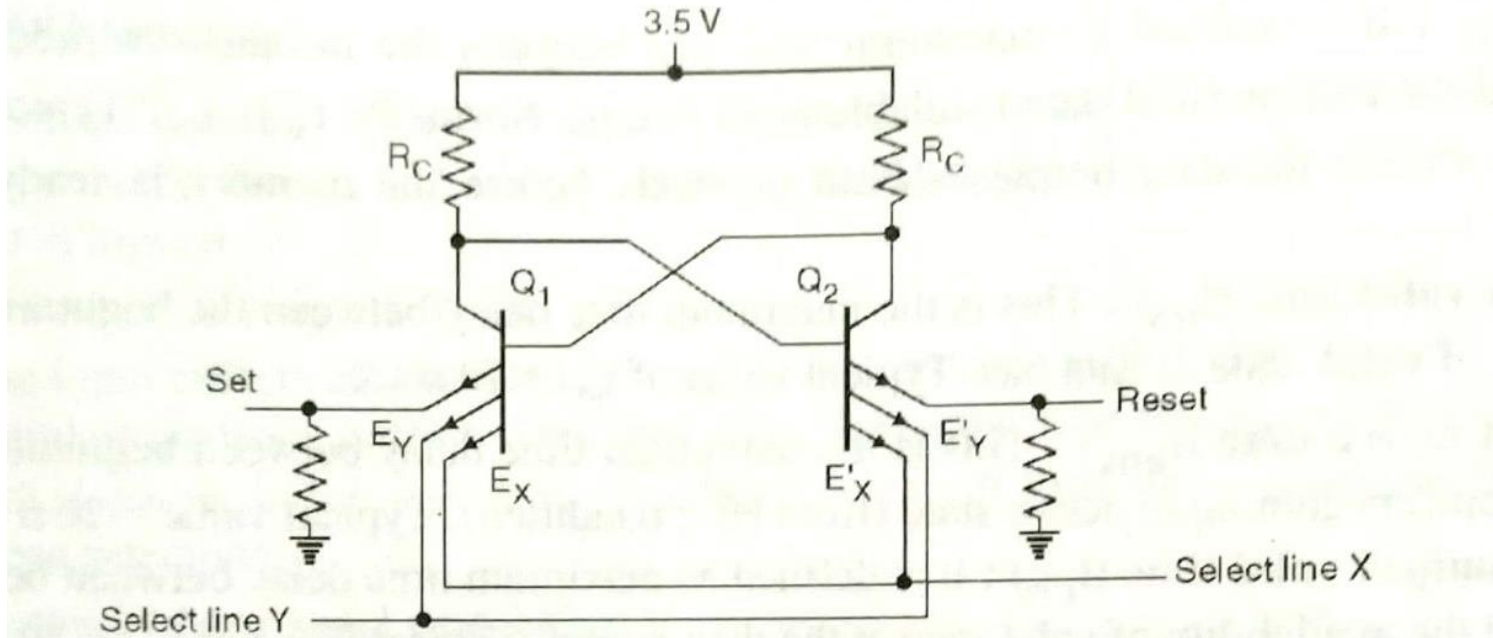 3.5 V
R_C
R_C
Q_1
Q_2
Set
Reset
E_Y
E'_Y
E_X
E'_X
Select line X
Select line Y